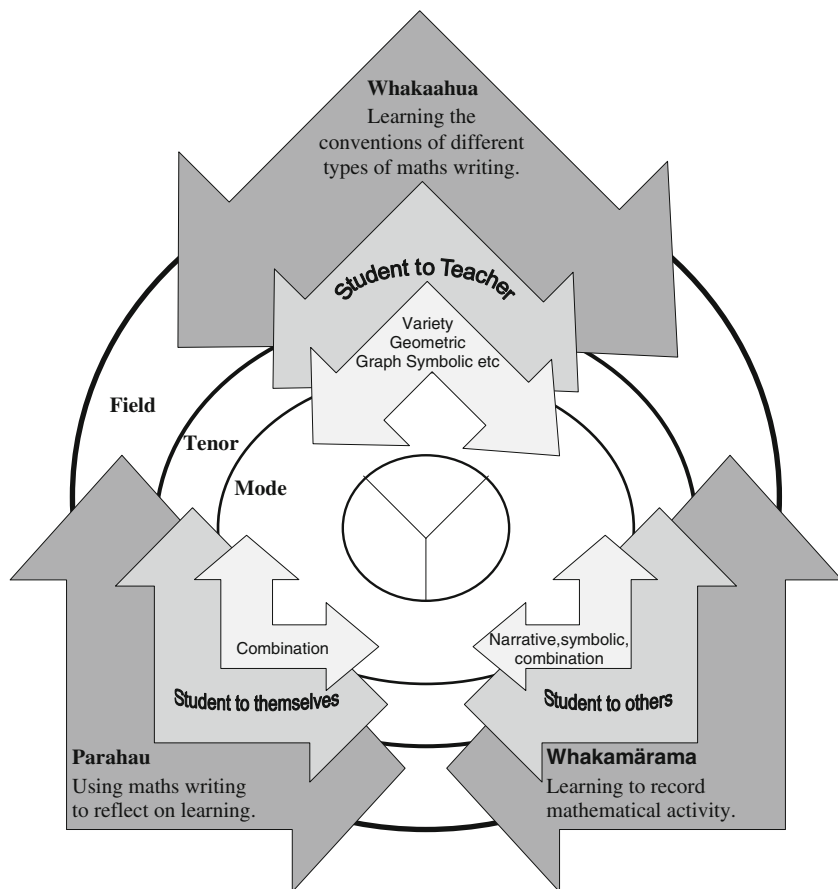 Whakaahua
Learning the
conventions of different
types of maths writing.
Student to Teacher
Variety
Geometric
Graph Symbolic etc
Field
Tenor
Mode
Combination
Student to themselves
Parahau
Using maths writing
to reflect on learning.
Narrative,symbolic,
combination
Student to others
Whakamärama
Learning to record
mathematical activity.